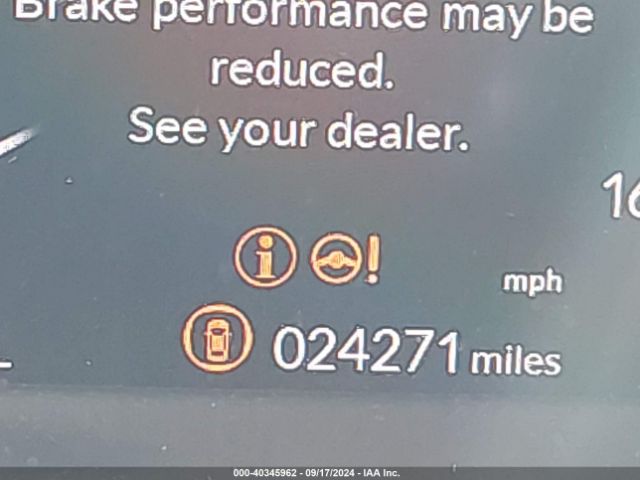 Brake performance may be
reduced.
See your dealer.
mph
024271 miles
000-40345962 - 09/17/2024 - IAA Inc.